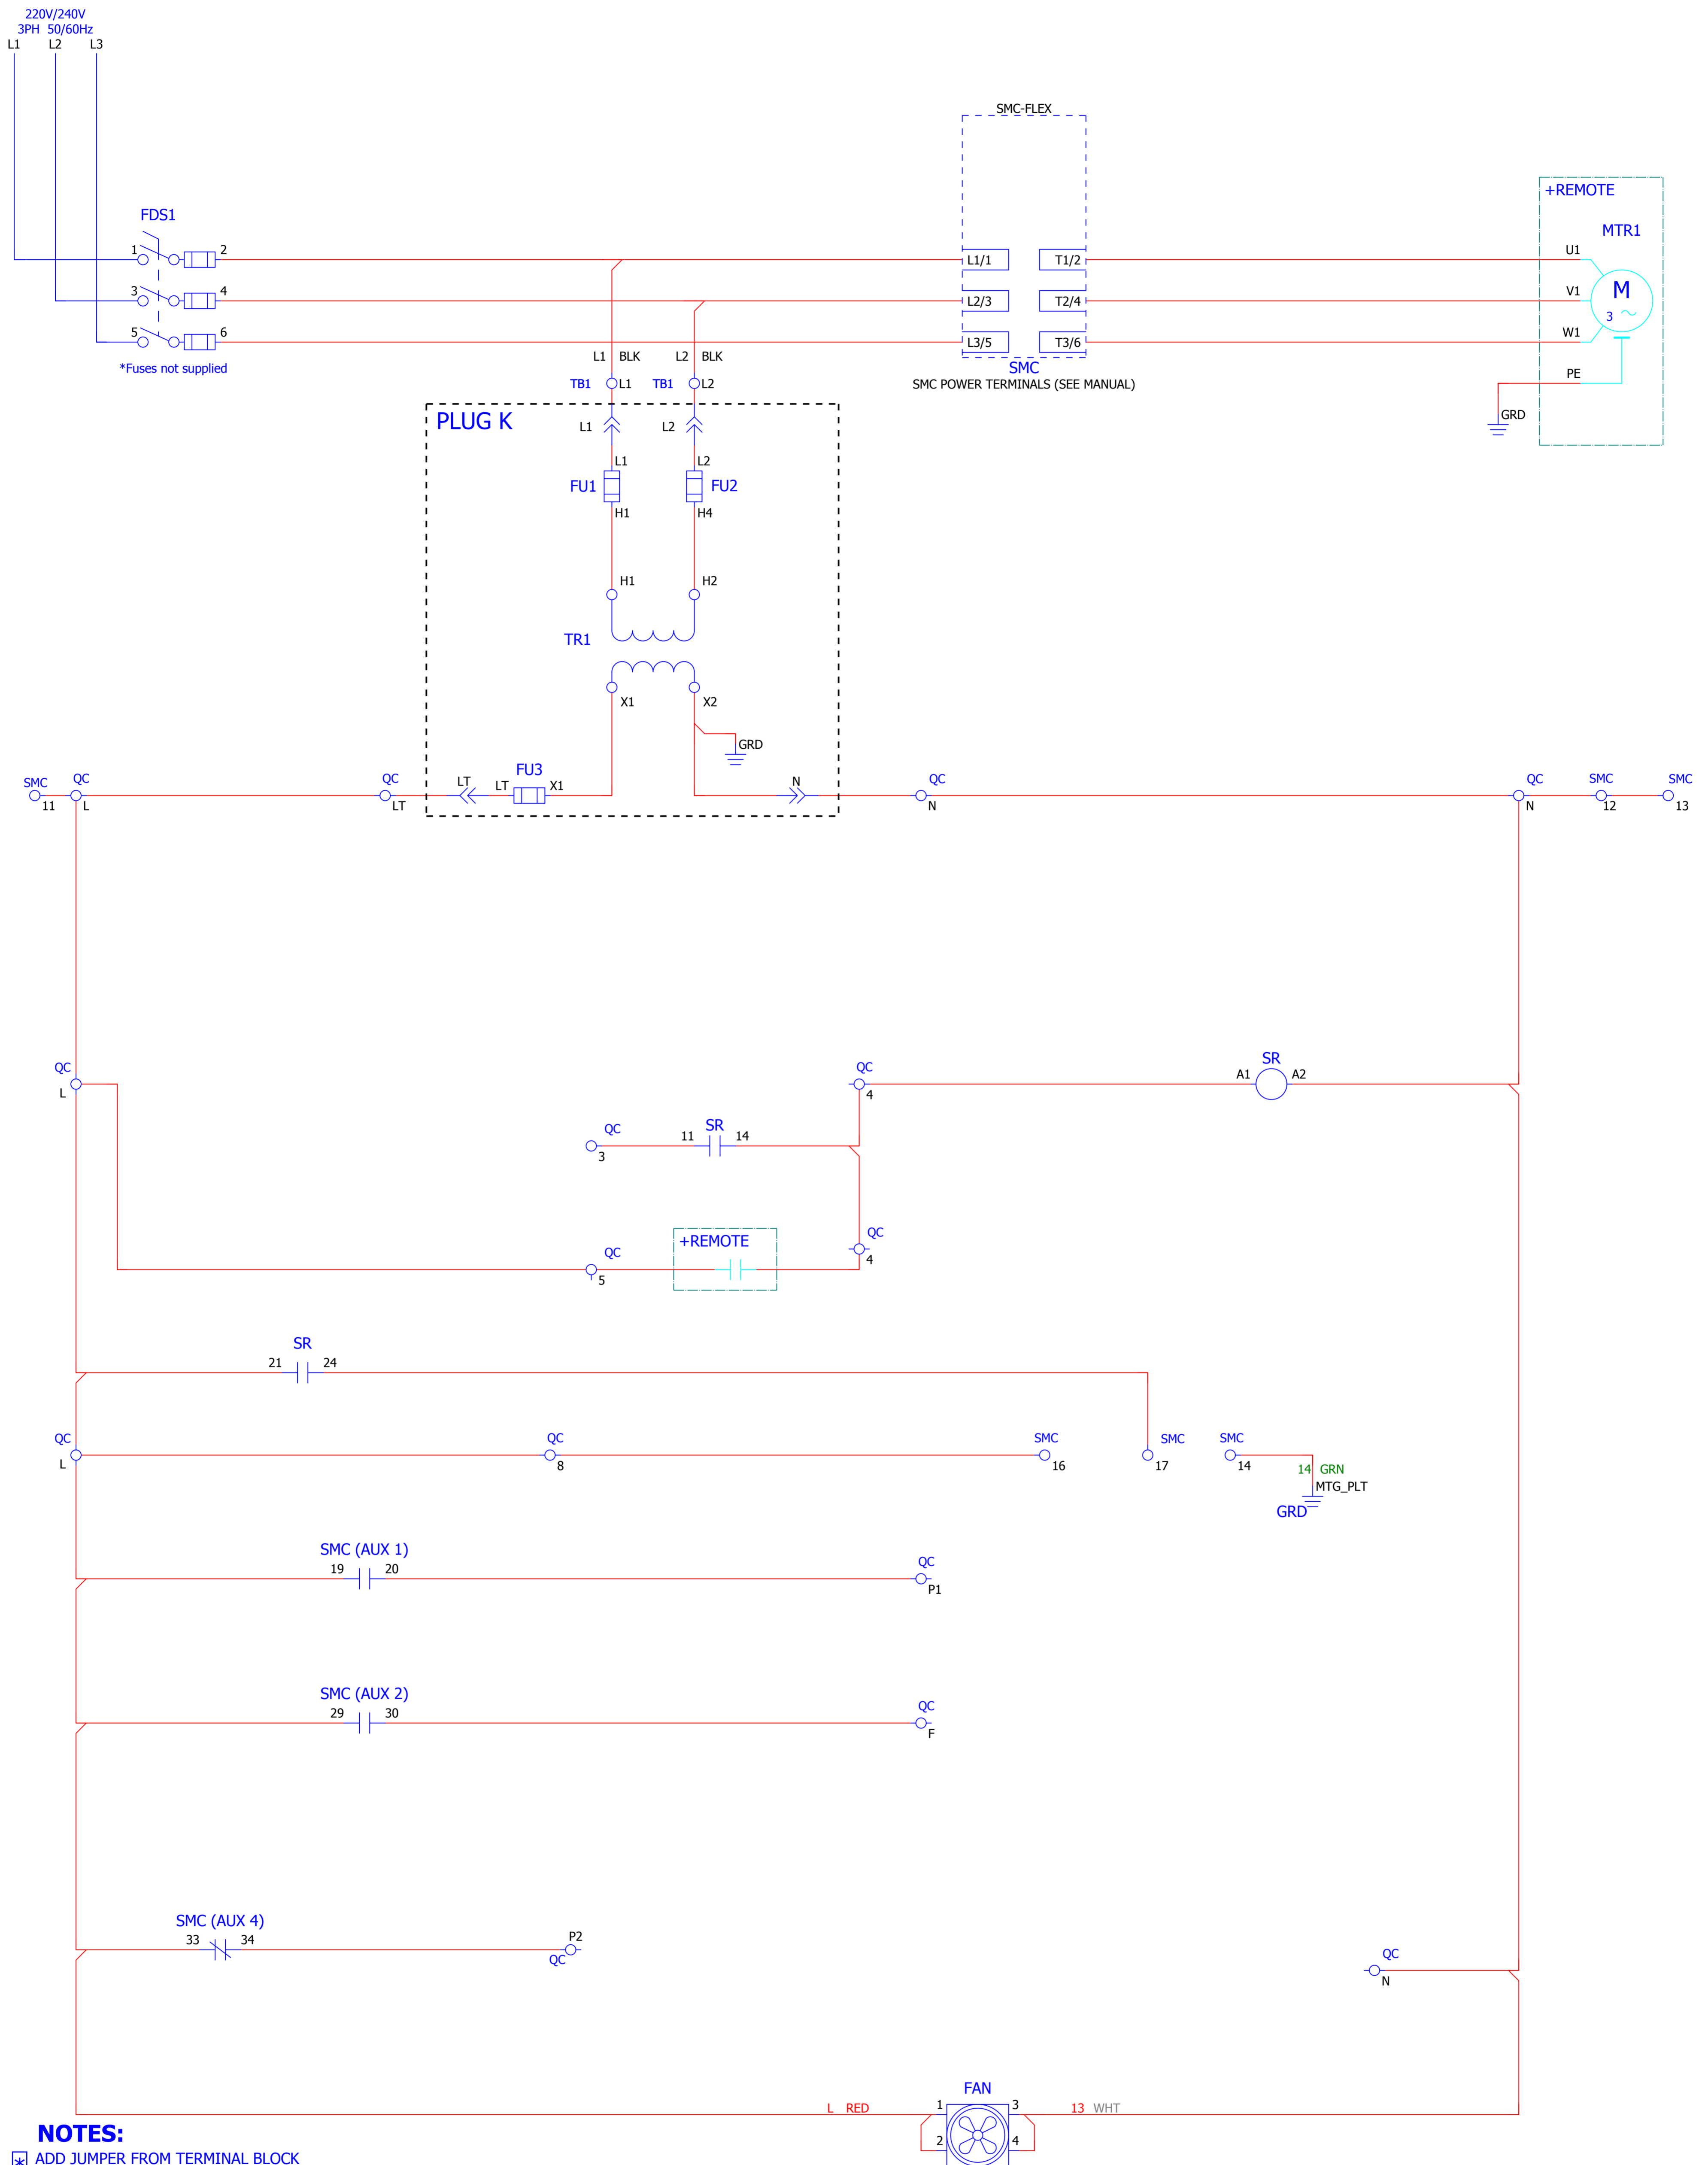 220V/240V
3PH 50/60Hz
L1 L2 L3
SMC-FLEX
+REMOTE
FDS1
MTR1
1 2 L1/1 T1/2 U1
3 4 L2/3 T2/4 V1 M
3
5 6 L3/5 T3/6 W1
L1 BLK L2 BLK
*Fuses not supplied
SMC
PE
TB1 L1 TB1 L2
SMC POWER TERMINALS (SEE MANUAL)
PLUG K
L1 L2
GRD
L1 L2
FU1 FU2
H1 H4
H1 H2
TR1
X1 X2
GRD
FU3
SMC QC QC LT LT X1 N QC QC SMC SMC
11 L LT N N 12 13
QC QC SR
L 4 A1 A2
QC 11 SR 14
3
QC +REMOTE QC
5 4
SR
21 24
QC QC SMC SMC SMC
L 8 16 17 14
14 GRN
MTG_PLT
GRD
SMC (AUX 1)
19 20 QC
P1
SMC (AUX 2)
29 30 QC
F
SMC (AUX 4)
33 34 P2
QC
QC
N
FAN
L RED 1 3 13 WHT
2 4
NOTES:
* ADD JUMPER FROM TERMINAL BLOCK